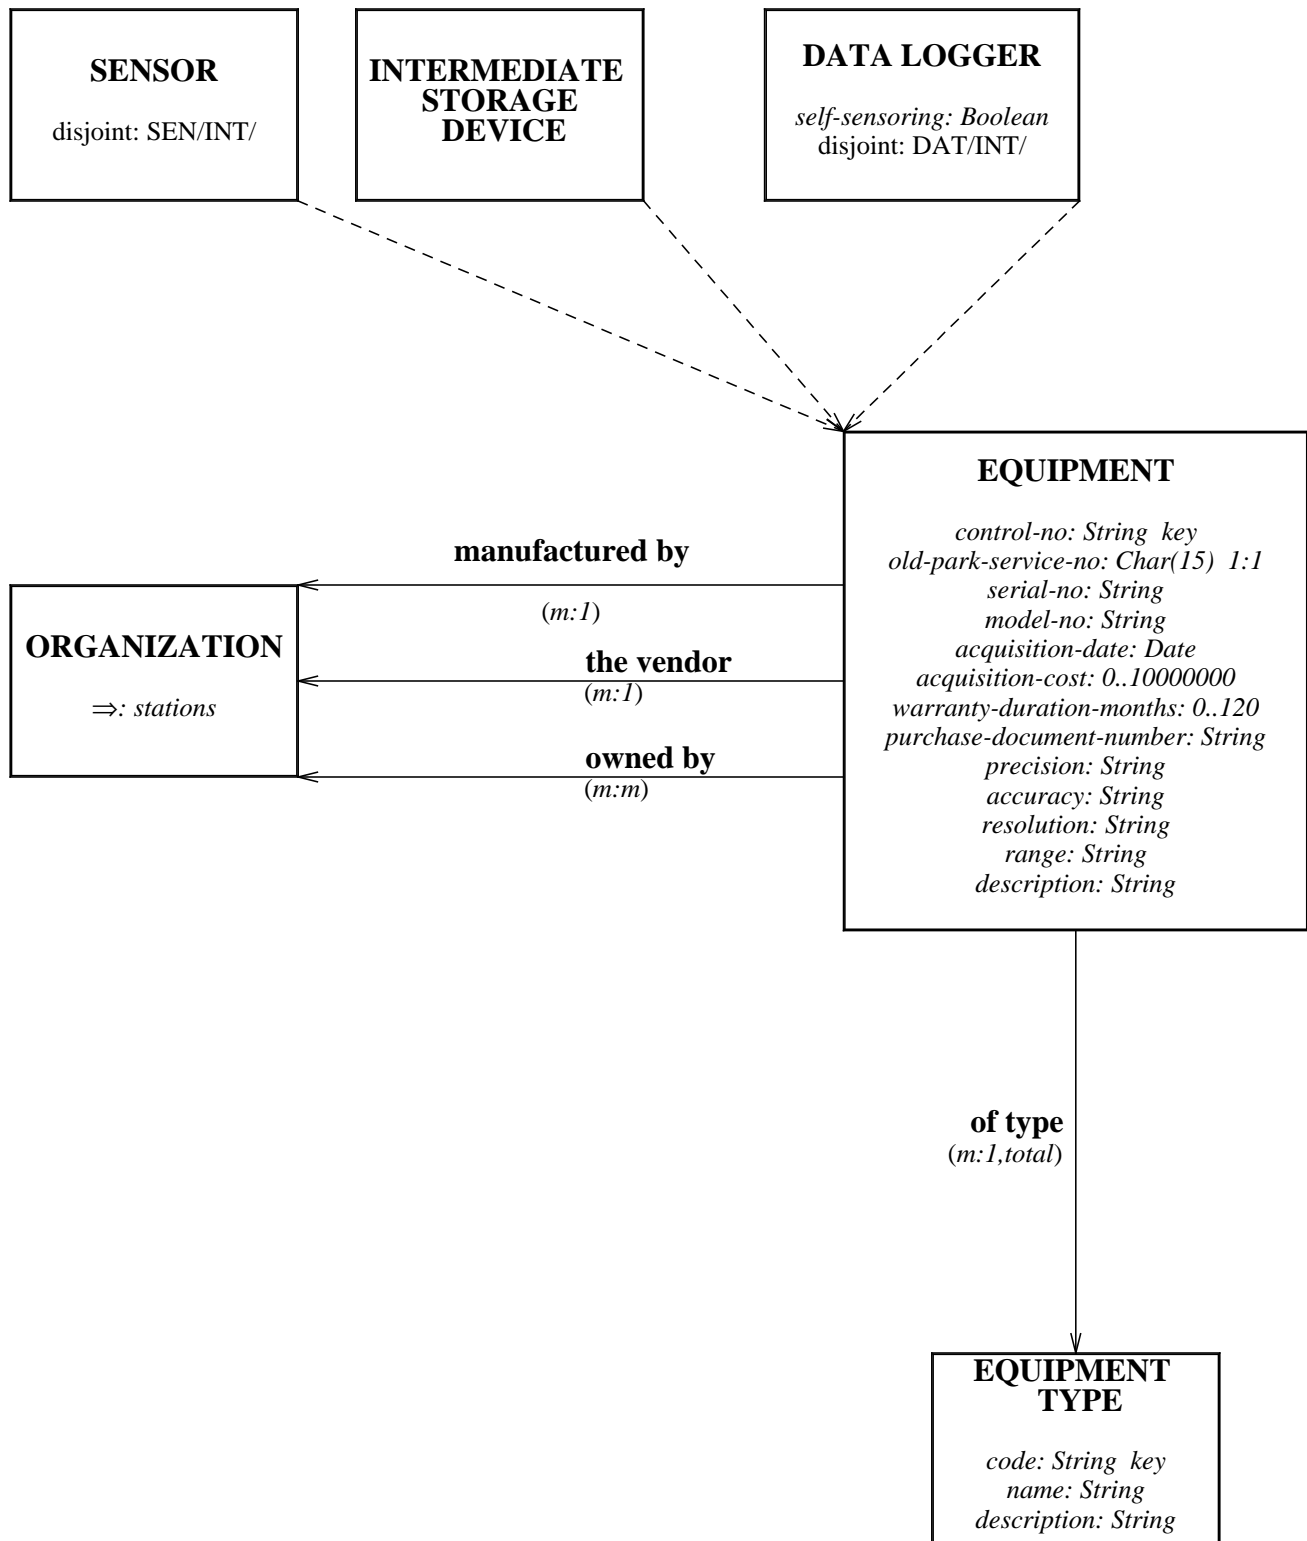 SENSOR
disjoint: SEN/INT/
INTERMEDIATE
STORAGE
DEVICE
DATA LOGGER
self-sensoring: Boolean
disjoint: DAT/INT/
EQUIPMENT
control-no: String key
old-park-service-no: Char(15) 1:1
serial-no: String
model-no: String
acquisition-date: Date
acquisition-cost: 0..10000000
warranty-duration-months: 0..120
purchase-document-number: String
precision: String
accuracy: String
resolution: String
range: String
description: String
manufactured by
(m:1)
the vendor
(m:1)
owned by
(m:m)
ORGANIZATION
⇒: stations
of type
(m:1,total)
EQUIPMENT
TYPE
code: String key
name: String
description: String